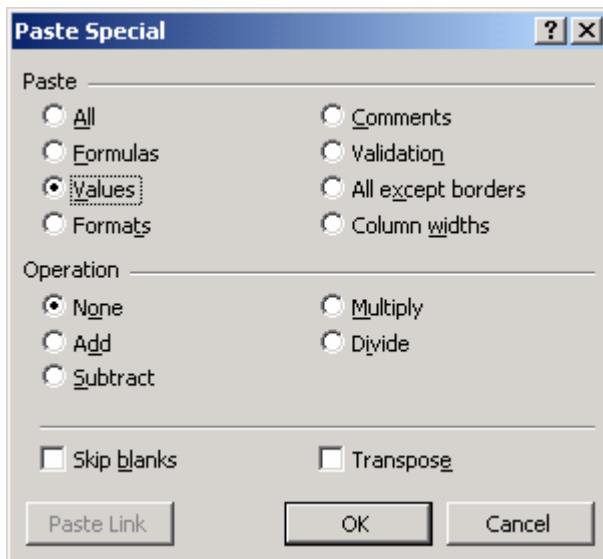 Paste Special
Paste
All
Comments
Formulas
Validation
Values
All except borders
Formats
Column widths
Operation
None
Multiply
Add
Divide
Subtract
Skip blanks
Transpose
Paste Link
OK
Cancel